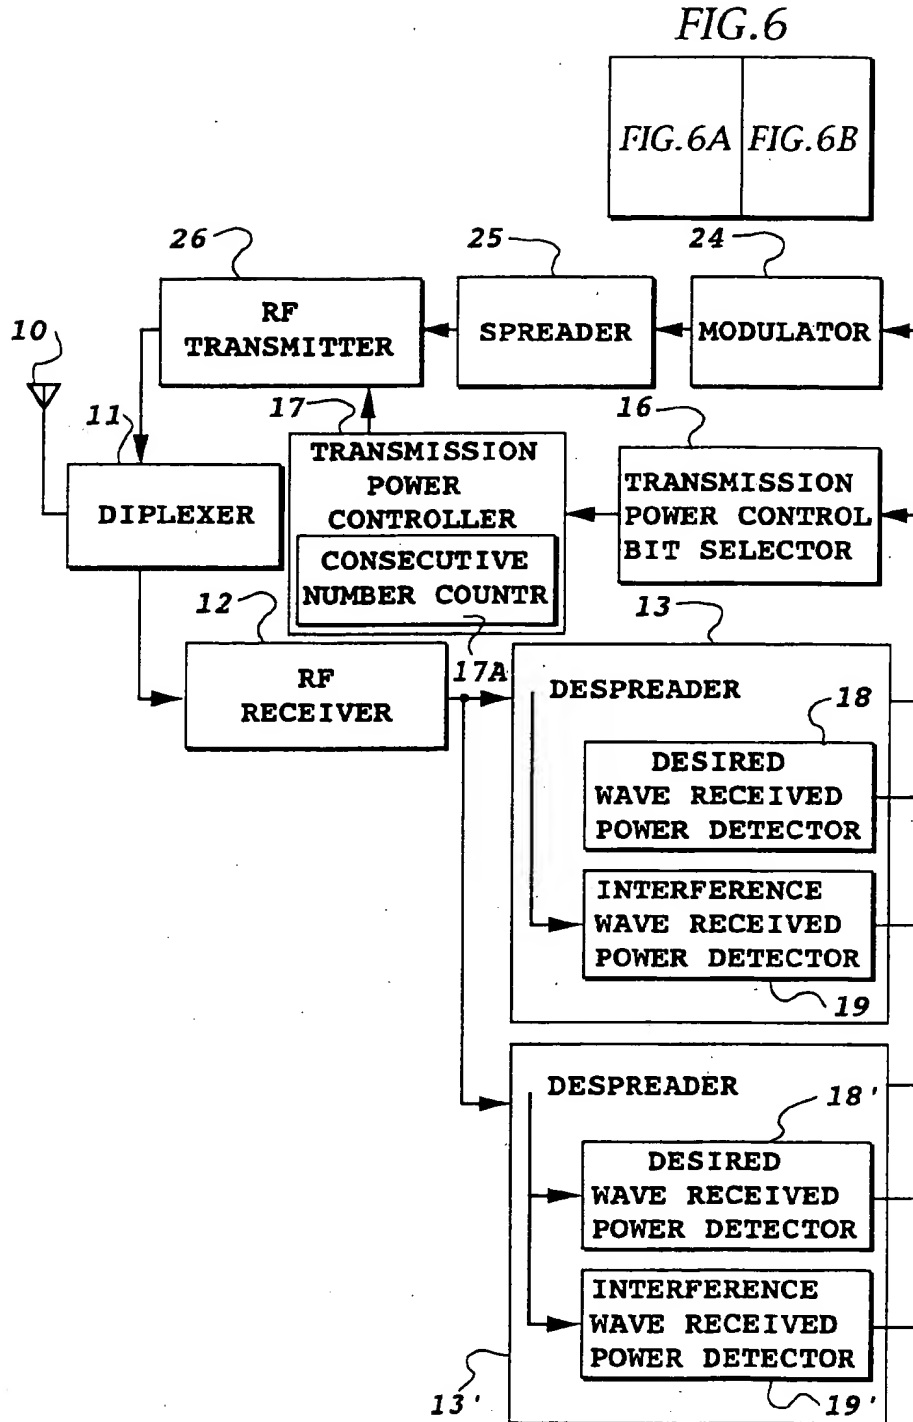 FIG.6
FIG.6A FIG.6B
26
25
24
RF
TRANSMITTER
SPREADER
MODULATOR
10
11
17
16
DIPLEXER
TRANSMISSION
POWER
CONTROLLER
CONSECUTIVE
NUMBER COUNTR
TRANSMISSION
POWER CONTROL
BIT SELECTOR
12
17A
13
RF
RECEIVER
DESPREADER
18
DESIRED
WAVE RECEIVED
POWER DETECTOR
INTERFERENCE
WAVE RECEIVED
POWER DETECTOR
19
DESPREADER
18'
DESIRED
WAVE RECEIVED
POWER DETECTOR
INTERFERENCE
WAVE RECEIVED
POWER DETECTOR
13'
19'